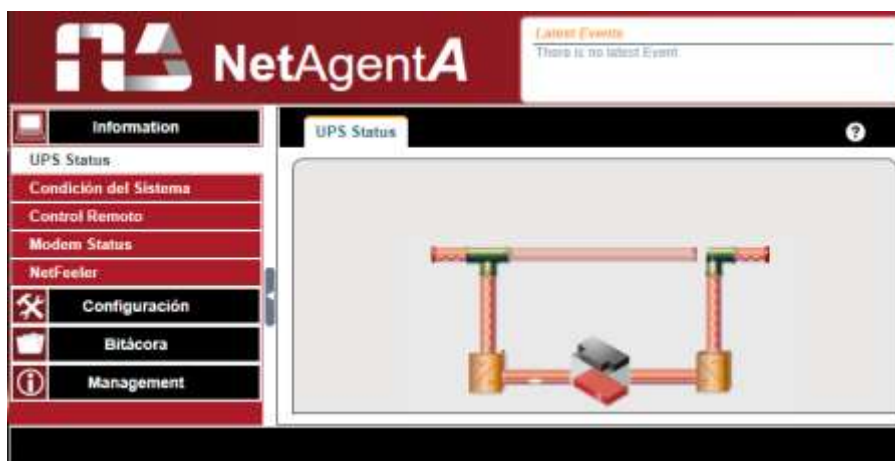 NetAgentA
Latest Events
There is no latest Event.
Information
UPS Status
Condición del Sistema
Control Remoto
Modem Status
NetFeeler
Configuración
Bitácora
Management
UPS Status
?